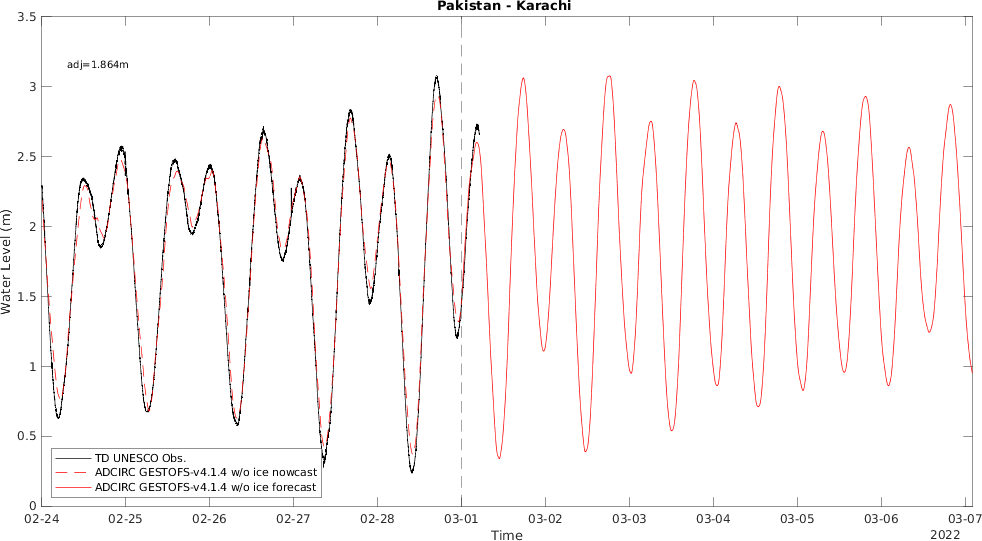 Pakistan - Karachi
3.5
3
2.5
2
1.5
1
0.5
0
Water Level (m)
adj=1.864m
TD UNESCO Obs.
ADCIRC GESTOFS-v4.1.4 w/o ice nowcast
ADCIRC GESTOFS-v4.1.4 w/o ice forecast
02-24 02-25 02-26 02-27 02-28 03-01 03-02 03-03 03-04 03-05 03-06 03-07
Time
2022